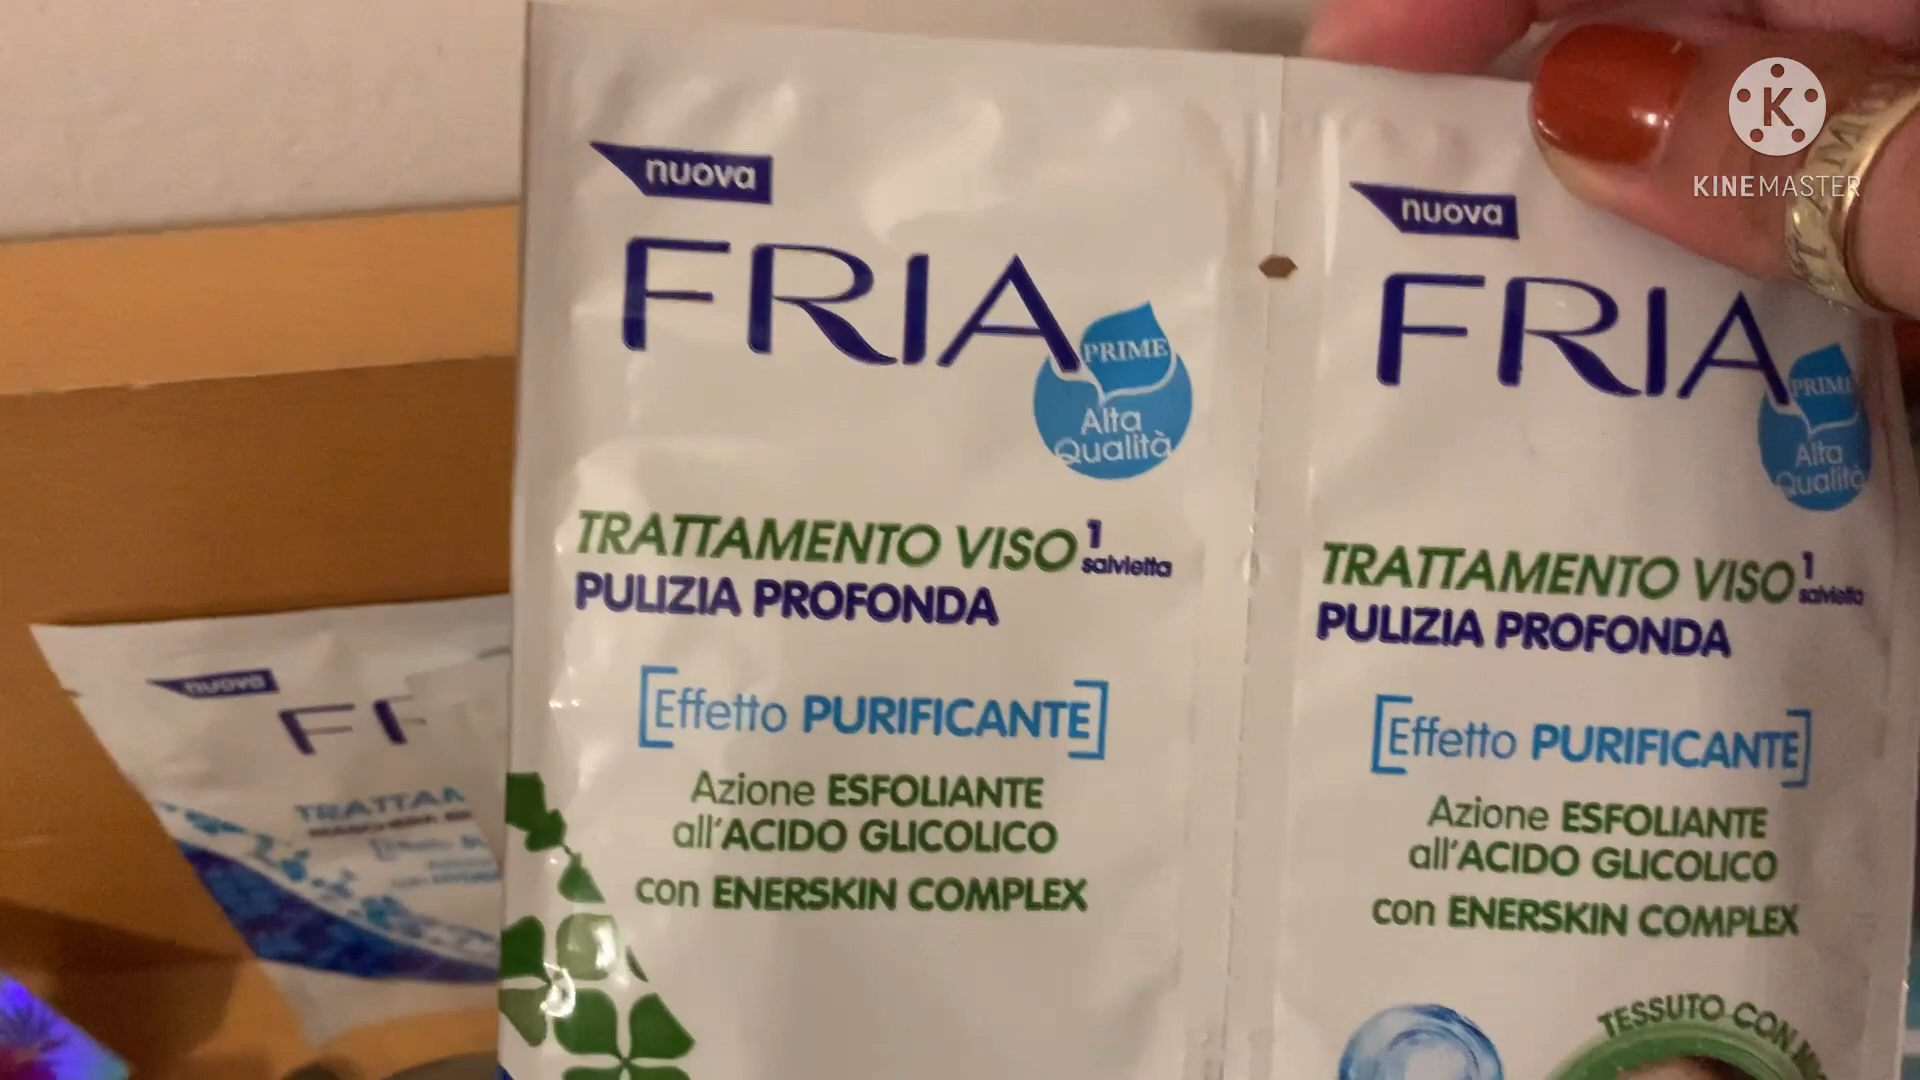 nuova
FRIA
PRIME
Alta
Qualità
TRATTAMENTO VISO 1 salvietta
PULIZIA PROFONDA
[Effetto PURIFICANTE]
Azione ESFOLIANTE
all'ACIDO GLICOLICO
con ENERSKIN COMPLEX
nuova
FRIA
PRIME
Alta
Qualità
TRATTAMENTO VISO 1 salvietta
PULIZIA PROFONDA
[Effetto PURIFICANTE]
Azione ESFOLIANTE
all'ACIDO GLICOLICO
con ENERSKIN COMPLEX
TESSUTO CON
K
KINEMASTER
nuova